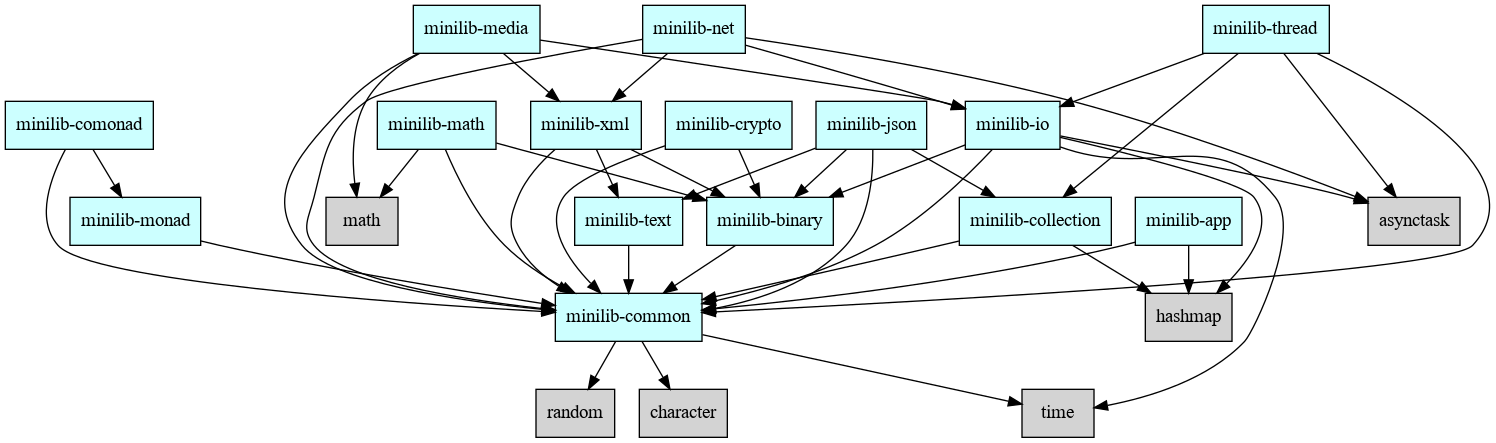 minilib-media
minilib-net
minilib-thread
minilib-comonad
minilib-math
minilib-xml
minilib-crypto
minilib-json
minilib-io
minilib-monad
math
minilib-text
minilib-binary
minilib-collection
minilib-app
asynctask
minilib-common
hashmap
random
character
time